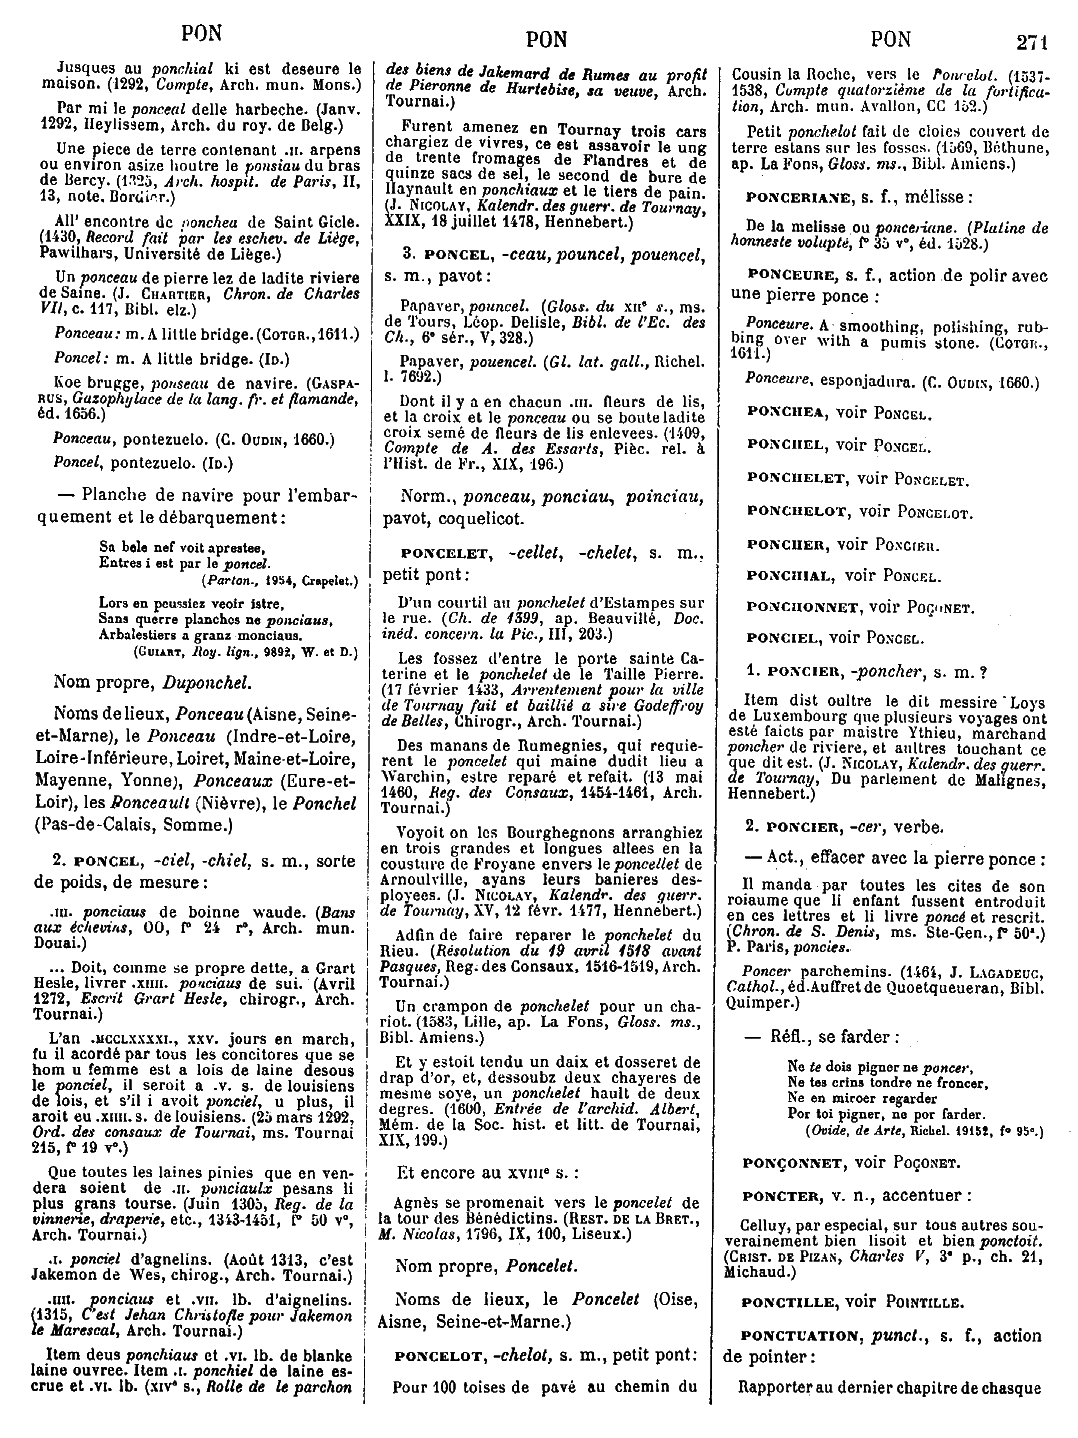 PON
PON
PON 271
Jusques au ponchial ki est deseure le
maison. (1292, Compte, Arch. mun. Mons.)
Par mi le ponceal delle harbeche. (Janv.
1292, Heylissem, Arch. du roy. de Belg.)
Une piece de terre contenant .II. arpens
ou environ asize houtre le ponsiau du bras
de Bercy. (1325, Arch. hospit. de Paris, II,
13, note. Bordier.)
All' encontre de ponchea de Saint Gicle.
(1430, Record fait par les eschev. de Liège,
Pawilhars, Université de Liège.)
Un ponceau de pierre lez de ladite riviere
de Saine. (J. CHARTIER, Chron. de Charles
VII, c. 117, Bibl. elz.)
Ponceau: m. A little bridge. (COTGR., 1611.)
Poncel: m. A little bridge. (ID.)
Koe brugge, ponseau de navire. (GASPA-
RUS, Gazophylace de la lang. fr. et flamande,
éd. 1656.)
Ponceau, pontezuelo. (C. OUDIN, 1660.)
Poncel, pontezuelo. (ID.)
— Planche de navire pour l'embar-
quement et le débarquement:
Sa bele nef voit aprestee,
Entres i est par le poncel.
(Parton., 1954, Crapelet.)
Lors en peussiez veoir istre,
Sans querre planches ne ponciaus,
Arbalestiers a granz monciaus.
(GUIART, Roy. lign., 9892, W. et D.)
Nom propre, Duponchel.
Noms de lieux, Ponceau (Aisne, Seine-
et-Marne), le Ponceau (Indre-et-Loire,
Loire-Inférieure, Loiret, Maine-et-Loire,
Mayenne, Yonne), Ponceaux (Eure-et-
Loir), les Ronceault (Nièvre), le Ponchel
(Pas-de-Calais, Somme.)
2. PONCEL, -ciel, -chiel, s. m., sorte
de poids, de mesure:
.III. ponciaus de boinne waude. (Bans
aux échevins, OO, f° 24 r°, Arch. mun.
Douai.)
... Doit, comme se propre dette, a Grart
Hesle, livrer .XIIII. ponciaus de sui. (Avril
1272, Escrit Grart Hesle, chirogr., Arch.
Tournai.)
L'an .MCCLXXXXI., XXV. jours en march,
fu il acordé par tous les concitores que se
hom u femme est a lois de laine desous
le ponciel, il seroit a .v. s. de louisiens
de lois, et s'il i avoit ponciel, u plus, il
aroit eu .XIIII. s. de louisiens. (25 mars 1292,
Ord. des consaux de Tournai, ms. Tournai
215, f° 19 v°.)
Que toutes les laines pinies que en ven-
dera soient de .II. ponciaulx pesans li
plus grans tourse. (Juin 1305, Reg. de la
vinnerie, draperie, etc., 1343-1451, f° 50 v°,
Arch. Tournai.)
.I. ponciel d'agnelins. (Août 1313, c'est
Jakemon de Wes, chirog., Arch. Tournai.)
.IIII. ponciaus et .VII. lb. d'aignelins.
(1315, C'est Jehan Christofle pour Jakemon
le Marescal, Arch. Tournai.)
Item deus ponchiaus et .VI. lb. de blanke
laine ouvree. Item .I. ponchiel de laine es-
crue et .VI. lb. (XIV° s., Rolle de le parchon
des biens de Jakemard de Rumes au profit
de Pieronne de Hurtebise, sa veuve, Arch.
Tournai.)
Furent amenez en Tournay trois cars
chargiez de vivres, ce est assavoir le ung
de trente fromages de Flandres et de
quinze sacs de sel, le second de bure de
Haynault en ponchiaux et le tiers de pain.
(J. NICOLAY, Kalendr. des guerr. de Tournay,
XXIX, 18 juillet 1478, Hennebert.)
3. PONCEL, -ceau, pouncel, pouencel,
s. m., pavot:
Papaver, pouncel. (Gloss. du XII° s., ms.
de Tours, Léop. Delisle, Bibl. de l'Ec. des
Ch., 6° sér., V, 328.)
Papaver, pouencel. (Gl. lat. gall., Richel.
l. 7692.)
Dont il y a en chacun .III. fleurs de lis,
et la croix et le ponceau ou se boute ladite
croix semé de fleurs de lis enlevees. (1409,
Compte de A. des Essarts, Pièc. rel. à
l'Hist. de Fr., XIX, 196.)
Norm., ponceau, ponciau, poinciau,
pavot, coquelicot.
PONCELET, -cellet, -chelet, s. m.,
petit pont:
D'un courtil au ponchelet d'Estampes sur
le rue. (Ch. de 1399, ap. Beauvillé, Doc.
inéd. concern. la Pic., III, 203.)
Les fossez d'entre le porte sainte Ca-
terine et le ponchelet de le Taille Pierre.
(17 février 1433, Arrentement pour la ville
de Tournay fait et baillié a sire Godeffroy
de Belles, Chirogr., Arch. Tournai.)
Des manans de Rumegnies, qui requie-
rent le poncelet qui maine dudit lieu a
Warchin, estre reparé et refait. (13 mai
1460, Reg. des Consaux, 1454-1461, Arch.
Tournai.)
Voyoit on les Bourghegnons arranghiez
en trois grandes et longues allees en la
cousture de Froyane envers le poncellet de
Arnoulville, ayans leurs banieres des-
ployees. (J. NICOLAY, Kalendr. des guerr.
de Tournay, XV, 12 févr. 1477, Hennebert.)
Adfin de faire reparer le ponchelet du
Rieu. (Résolution du 19 avril 1518 avant
Pasques, Reg. des Consaux, 1516-1519, Arch.
Tournai.)
Un crampon de ponchelet pour un cha-
riot. (1583, Lille, ap. La Fons, Gloss. ms.,
Bibl. Amiens.)
Et y estoit tendu un daix et dosseret de
drap d'or, et, dessoubz deux chayeres de
mesme soye, un ponchelet hault de deux
degres. (1600, Entrée de l'archid. Albert,
Mém. de la Soc. hist. et litt. de Tournai,
XIX, 199.)
Et encore au XVIII° s. :
Agnès se promenait vers le poncelet de
la tour des Bénédictins. (REST. DE LA BRET.,
M. Nicolas, 1796, IX, 100, Liseux.)
Nom propre, Poncelet.
Noms de lieux, le Poncelet (Oise,
Aisne, Seine-et-Marne.)
PONCELOT, -chelot, s. m., petit pont:
Pour 100 toises de pavé au chemin du
Cousin la Roche, vers le Poncelot. (1537-
1538, Compte quatorzième de la fortifica-
tion, Arch. mun. Avallon, CC 152.)
Petit ponchelot fait de cloies couvert de
terre estans sur les fosses. (1569, Béthune,
ap. La Fons, Gloss. ms., Bibl. Amiens.)
PONCERIANE, s. f., mélisse :
De la melisse ou ponceriane. (Platine de
honneste volupté, f° 35 v°, éd. 1528.)
PONCEURE, s. f., action de polir avec
une pierre ponce :
Ponceure. A smoothing, polishing, rub-
bing over with a pumis stone. (COTGR.,
1611.)
Ponceure, esponjadura. (C. OUDIN, 1660.)
PONCHEA, voir PONCEL.
PONCHEL, voir PONCEL.
PONCHELET, voir PONCELET.
PONCHELOT, voir PONCELOT.
PONCHER, voir PONCIER.
PONCHIAL, voir PONCEL.
PONCHONNET, voir POÇONET.
PONCIEL, voir PONCEL.
1. PONCIER, -poncher, s. m. ?
Item dist oultre le dit messire Loys
de Luxembourg que plusieurs voyages ont
esté faicts par maistre Ythieu, marchand
poncher de riviere, et aultres touchant ce
que dit est. (J. NICOLAY, Kalendr. des guerr.
de Tournay, Du parlement de Malignes,
Hennebert.)
2. PONCIER, -cer, verbe.
— Act., effacer avec la pierre ponce :
Il manda par toutes les cites de son
roiaume que li enfant fussent entroduit
en ces lettres et li livre poncé et rescrit.
(Chron. de S. Denis, ms. Ste-Gen., f° 50ª.)
P. Paris, poncies.
Poncer parchemins. (1464, J. LAGADEUC,
Cathol., éd. Auffret de Quoetqueueran, Bibl.
Quimper.)
— Réfl., se farder :
Ne te dois pigner ne poncer,
Ne tes crins tondre ne froncer,
Ne en miroer regarder
Por toi pigner, ne por farder.
(Ovide, de Arte, Richel. 19152, f° 95°.)
PONÇONNET, voir POÇONET.
PONCTER, v. n., accentuer :
Celluy, par especial, sur tous autres sou-
verainement bien lisoit et bien ponctoit.
(CRIST. DE PIZAN, Charles V, 3° p., ch. 21,
Michaud.)
PONCTILLE, voir POINTILLE.
PONCTUATION, punct., s. f., action
de pointer :
Rapporter au dernier chapitre de chasque